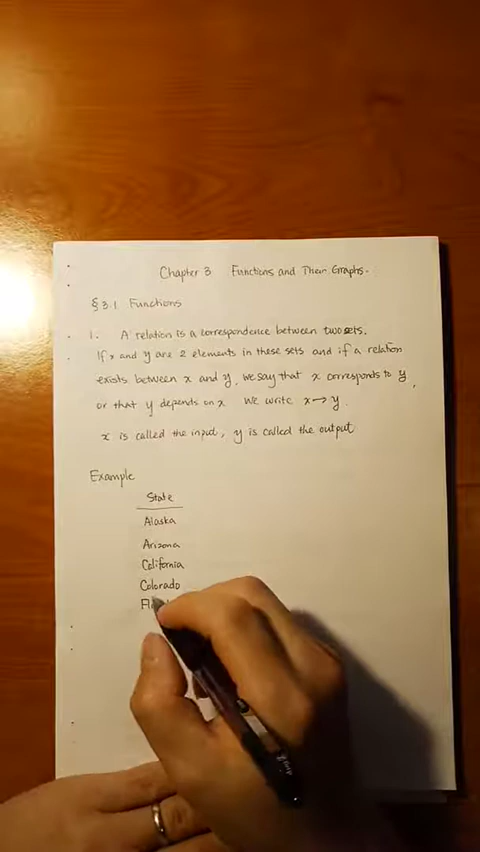 Chapter 3 Functions and Their Graphs.
§ 3.1 Functions
1. A relation is a correspondence between two sets.
If x and y are 2 elements in these sets and if a relation
exists between x and y, we say that x corresponds to y,
or that y depends on x We write x → y.
x is called the input, y is called the output
Example
State
Alaska
Arizona
California
Colorado